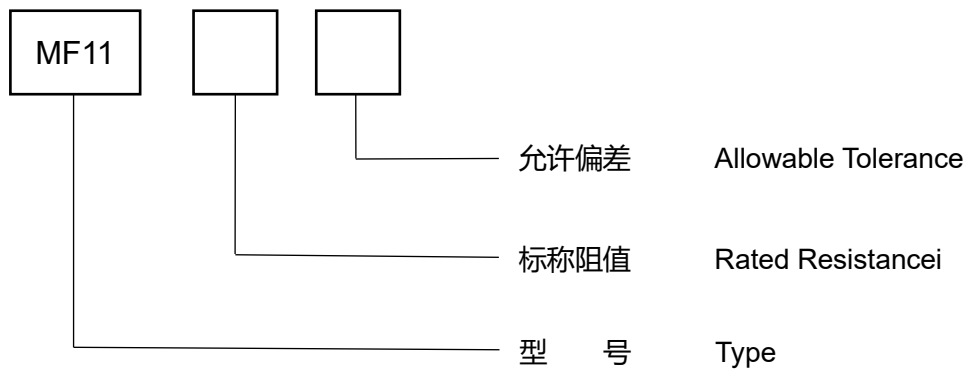 MF11
允许偏差 Allowable Tolerance
标称阻值 Rated Resistancei
型 号 Type